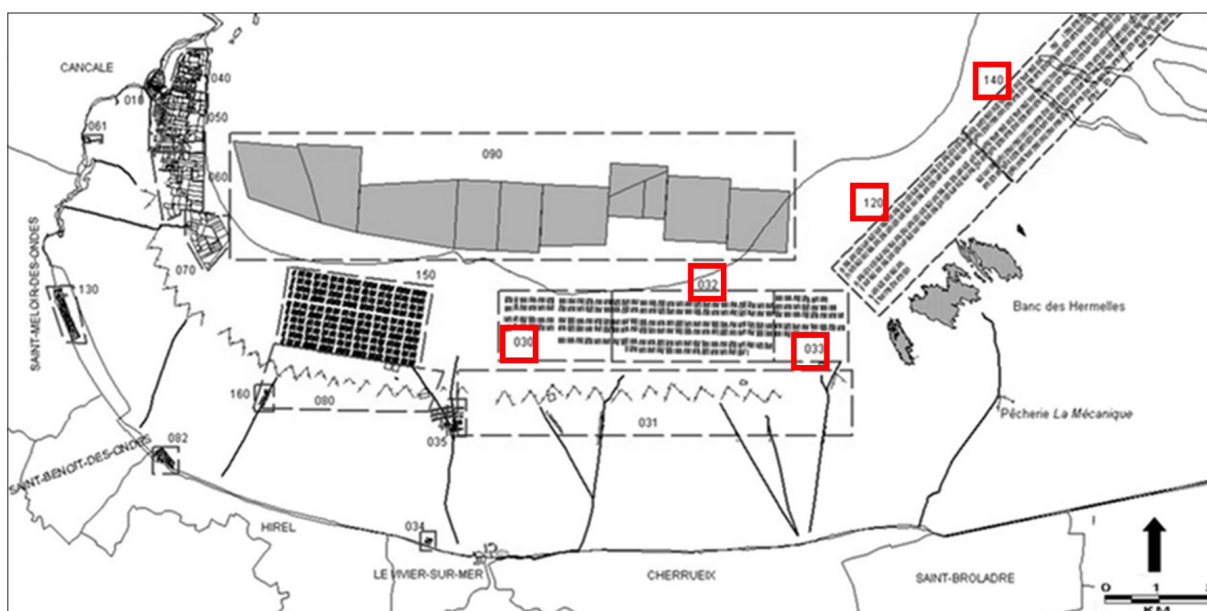 CANCALE
040
018
050
061
060
090
070
140
120
150
032
130
SAINT-MELOIR-DES-ONDES
030
033
Banc des Hermelles
160
080
035
031
Pêcherie La Mécanique
082
SAINT-BENOIT-DES-ONDES
HIREL
034
LE VIVIER-SUR-MER
CHERRUEIX
SAINT-BROLADRE
0 1
KM